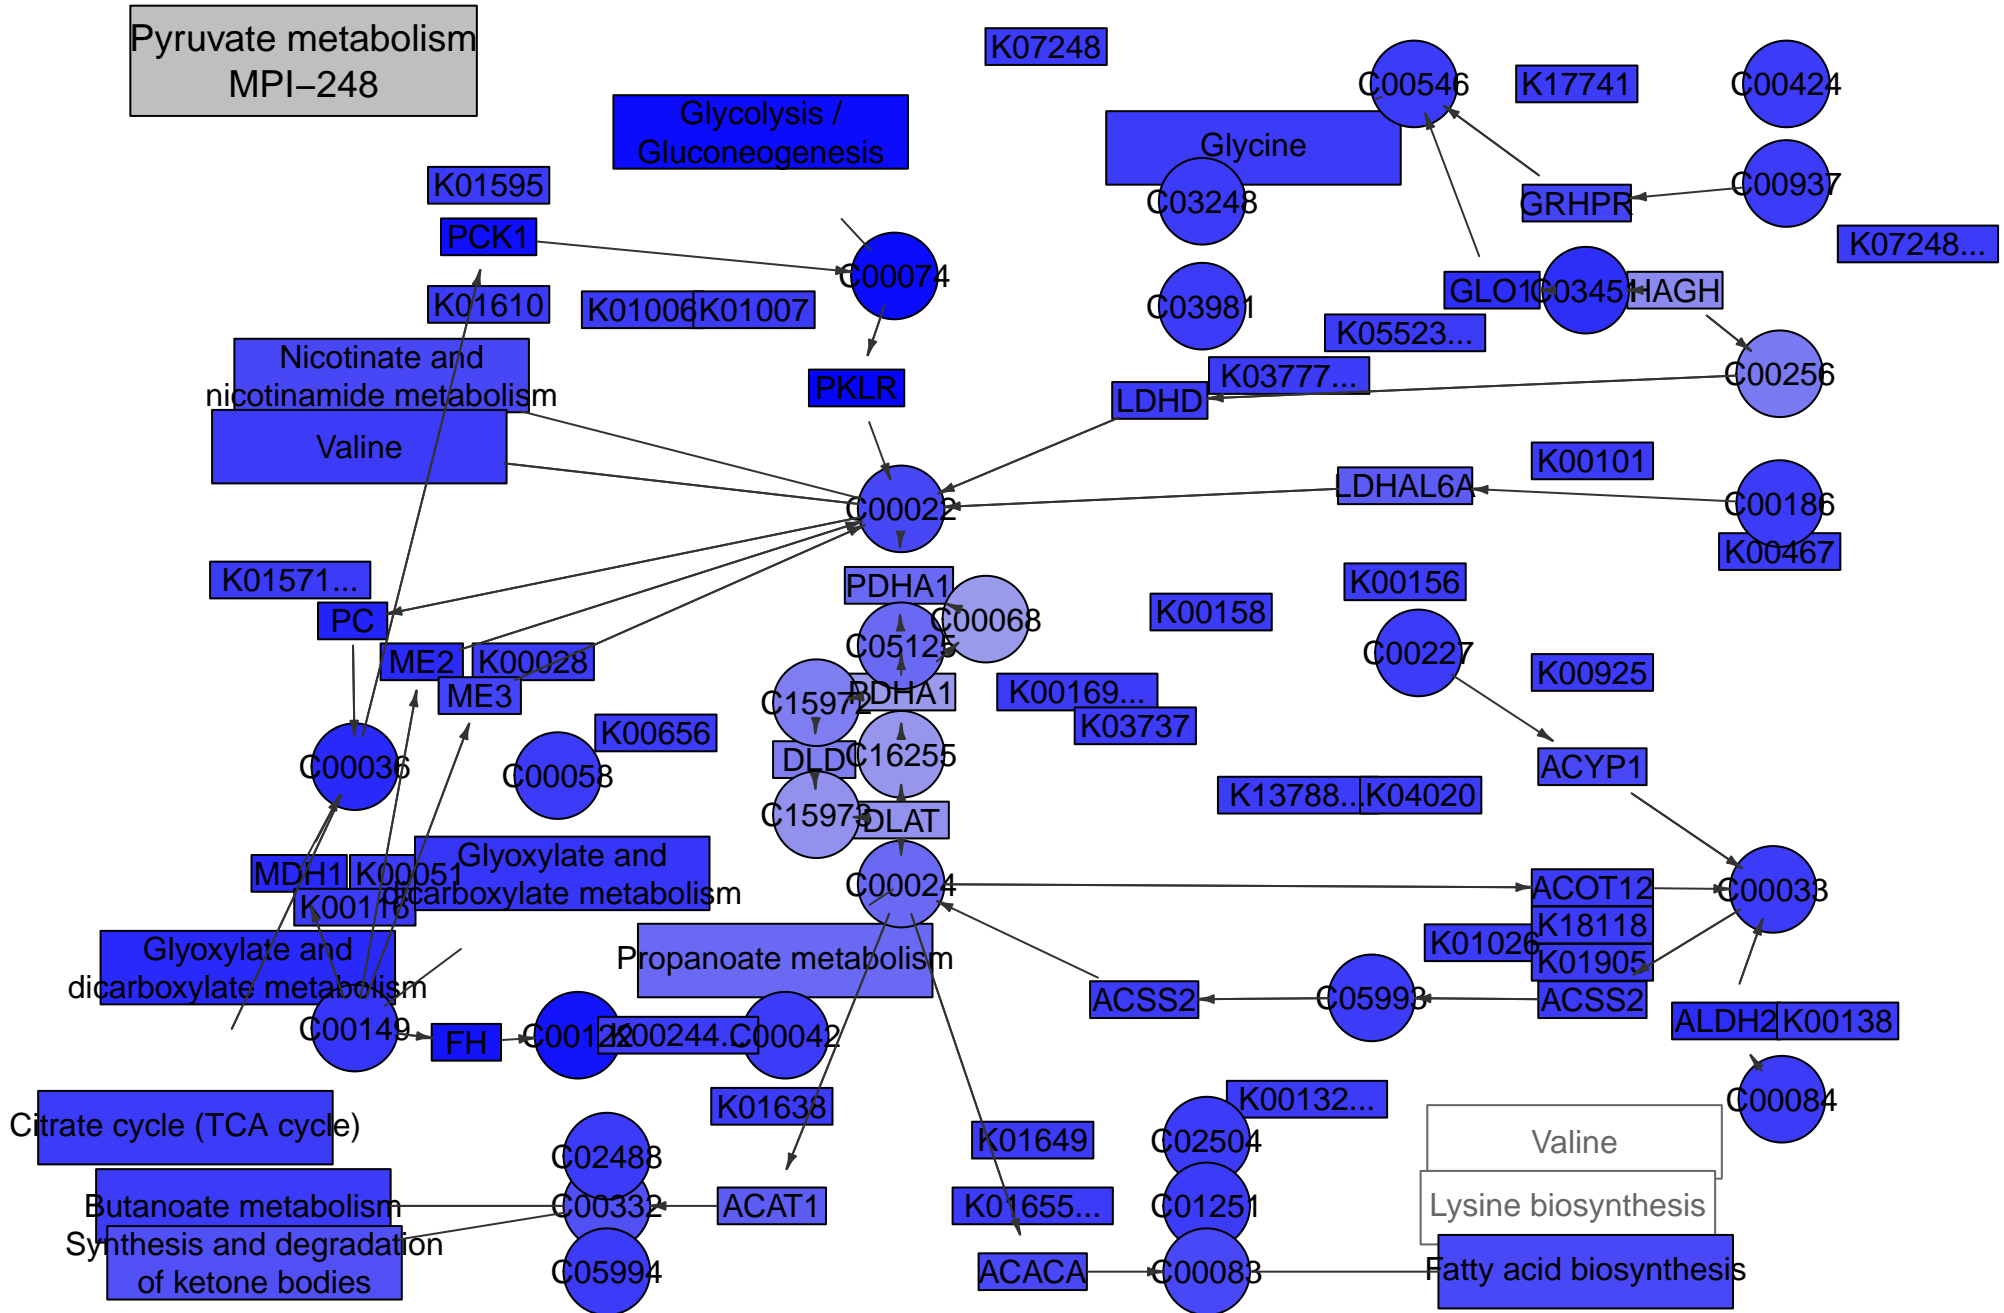 Pyruvate metabolism
MPI−248
K07248
C00546
K17741
C00424
Glycolysis /
Gluconeogenesis
Glycine
K01595
C03248
GRHPR
C00937
PCK1
K07248...
C00074
K01610
K01006
K01007
C03981
GLO1
C03451
HAGH
K05523...
Nicotinate and
nicotinamide metabolism
PKLR
K03777...
LDHD
C00256
Valine
K00101
LDHAL6A
C00186
C00022
K00467
K01571...
PDHA1
K00156
PC
C00068
K00158
C05125
C00227
ME2
K00028
ME3
K00925
C15972
PDHA1
K00169...
K03737
K00656
C00036
C00058
DLD
C16255
ACYP1
K13788...
K04020
C15973
DLAT
MDH1
K00051
Glyoxylate and
dicarboxylate metabolism
C00024
ACOT12
C00033
K00116
K18118
K01026
K01905
Glyoxylate and
dicarboxylate metabolism
Propanoate metabolism
ACSS2
C05993
ACSS2
C00149
FH
C00122
K00244...
C00042
ALDH2
K00138
K01638
K00132...
C00084
Citrate cycle (TCA cycle)
C02488
K01649
C02504
Valine
Butanoate metabolism
C00332
ACAT1
K01655...
C01251
Lysine biosynthesis
Synthesis and degradation
of ketone bodies
C05994
ACACA
C00083
Fatty acid biosynthesis